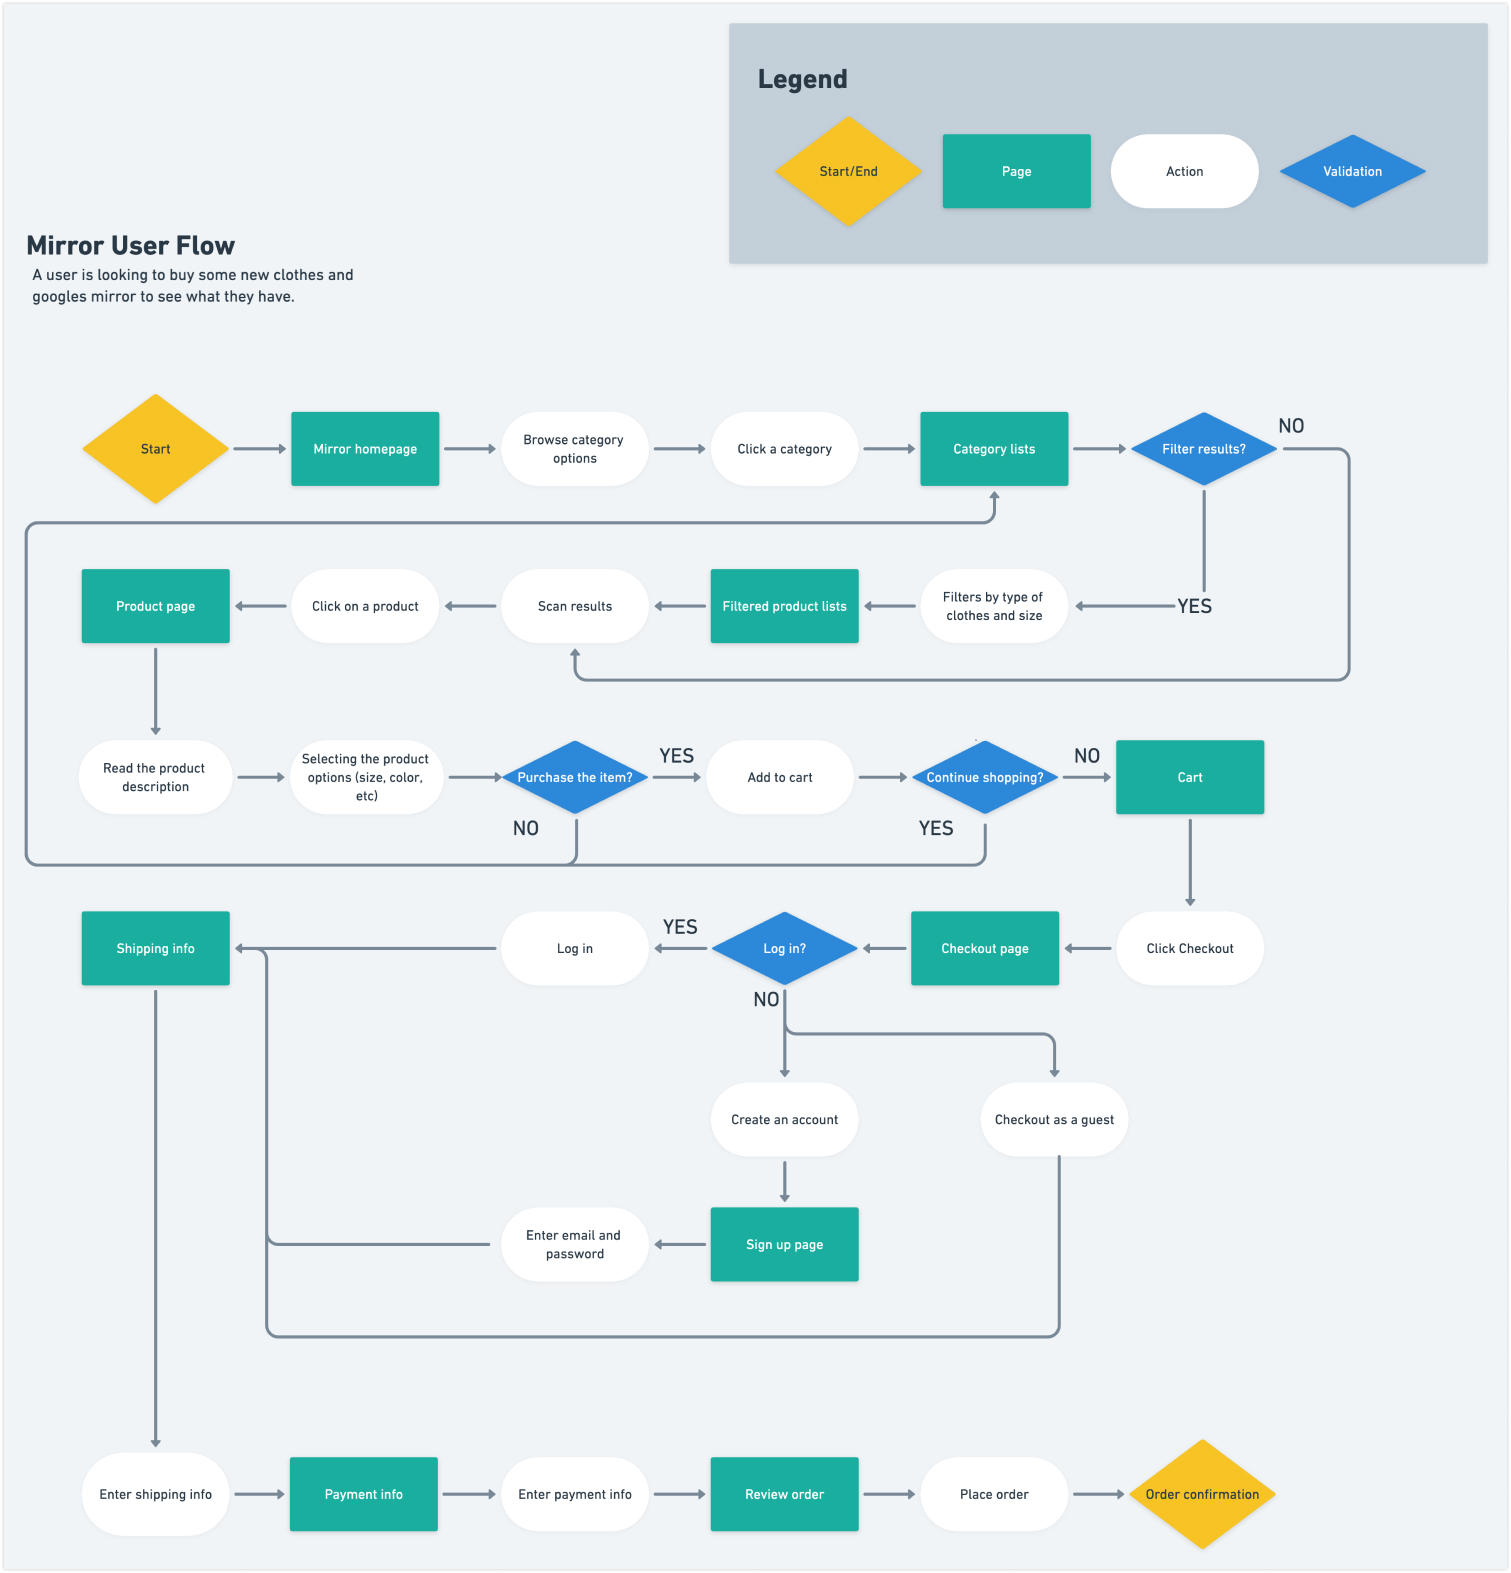 Legend
Start/End
Page
Action
Validation
Mirror User Flow
A user is looking to buy some new clothes and
googles mirror to see what they have.
Start
Mirror homepage
Browse category
options
Click a category
Category lists
Filter results?
NO
Product page
Click on a product
Scan results
Filtered product lists
Filters by type of
clothes and size
YES
Read the product
description
Selecting the product
options (size, color,
etc)
Purchase the item?
YES
NO
Add to cart
Continue shopping?
NO
YES
Cart
Shipping info
Log in
YES
Log in?
NO
Checkout page
Click Checkout
Create an account
Checkout as a guest
Enter email and
password
Sign up page
Enter shipping info
Payment info
Enter payment info
Review order
Place order
Order confirmation